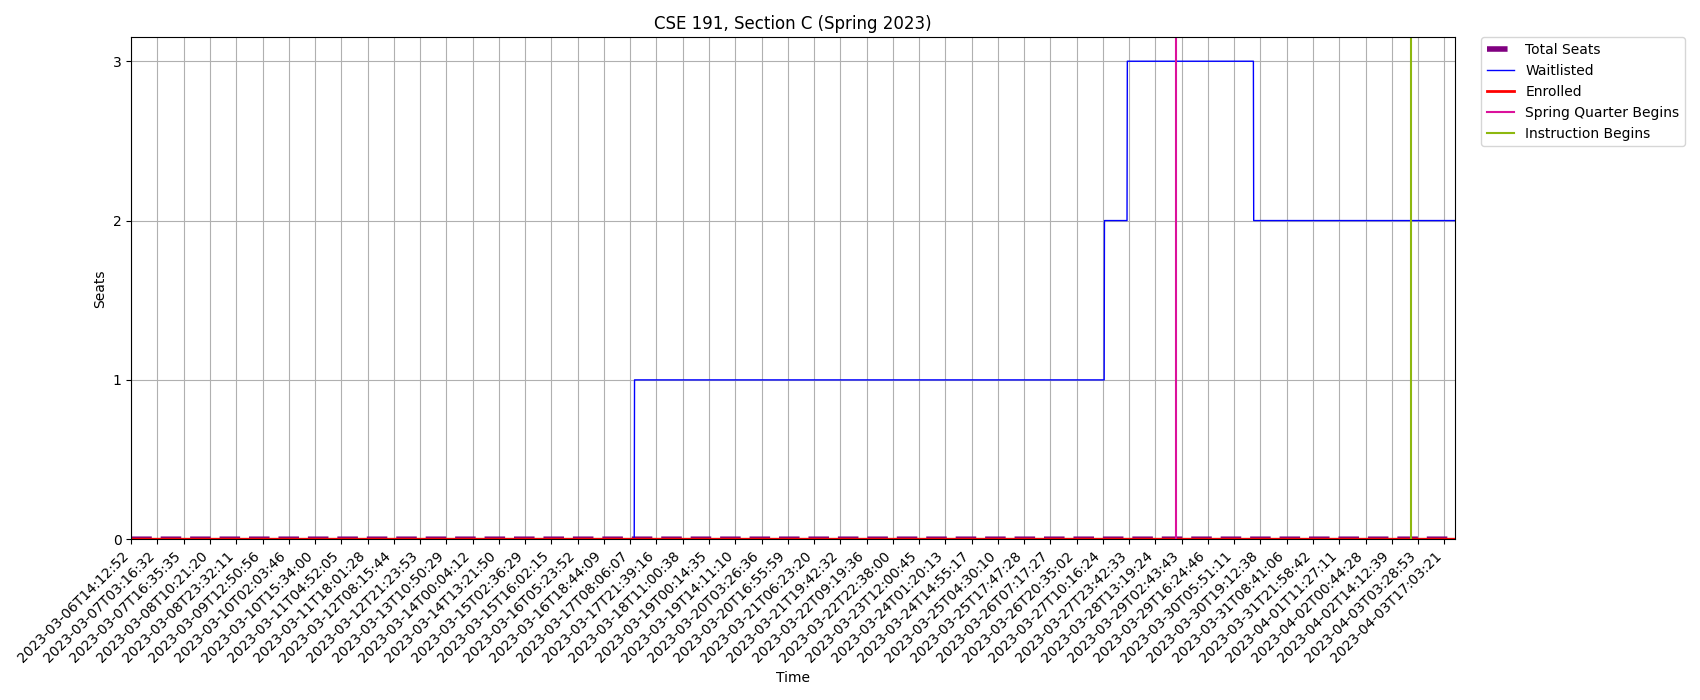 CSE 191, Section C (Spring 2023)
Total Seats
Waitlisted
Enrolled
Spring Quarter Begins
Instruction Begins
Seats
3
2
1
0
2023-03-06T14:12:52
2023-03-07T03:16:32
2023-03-07T16:35:35
2023-03-08T10:21:20
2023-03-08T23:32:11
2023-03-09T12:50:56
2023-03-10T02:03:46
2023-03-10T15:34:00
2023-03-11T04:52:05
2023-03-11T18:01:28
2023-03-12T08:15:44
2023-03-12T21:23:53
2023-03-13T10:50:29
2023-03-14T00:04:12
2023-03-14T13:21:50
2023-03-15T02:36:29
2023-03-15T16:02:15
2023-03-16T05:23:52
2023-03-16T18:44:09
2023-03-17T08:06:07
2023-03-17T21:39:16
2023-03-18T11:00:38
2023-03-19T00:14:35
2023-03-19T14:11:10
2023-03-20T03:26:36
2023-03-20T16:55:59
2023-03-21T06:23:20
2023-03-21T19:42:32
2023-03-22T09:19:36
2023-03-22T22:38:00
2023-03-23T12:00:45
2023-03-24T01:20:13
2023-03-24T14:55:17
2023-03-25T04:30:10
2023-03-25T17:47:28
2023-03-26T07:17:27
2023-03-26T20:35:02
2023-03-27T10:16:24
2023-03-27T23:42:33
2023-03-28T13:19:24
2023-03-29T02:43:43
2023-03-29T16:24:46
2023-03-30T05:51:11
2023-03-30T19:12:38
2023-03-31T08:41:06
2023-03-31T21:58:42
2023-04-01T11:27:11
2023-04-02T00:44:28
2023-04-02T14:12:39
2023-04-03T03:28:53
2023-04-03T17:03:21
Time